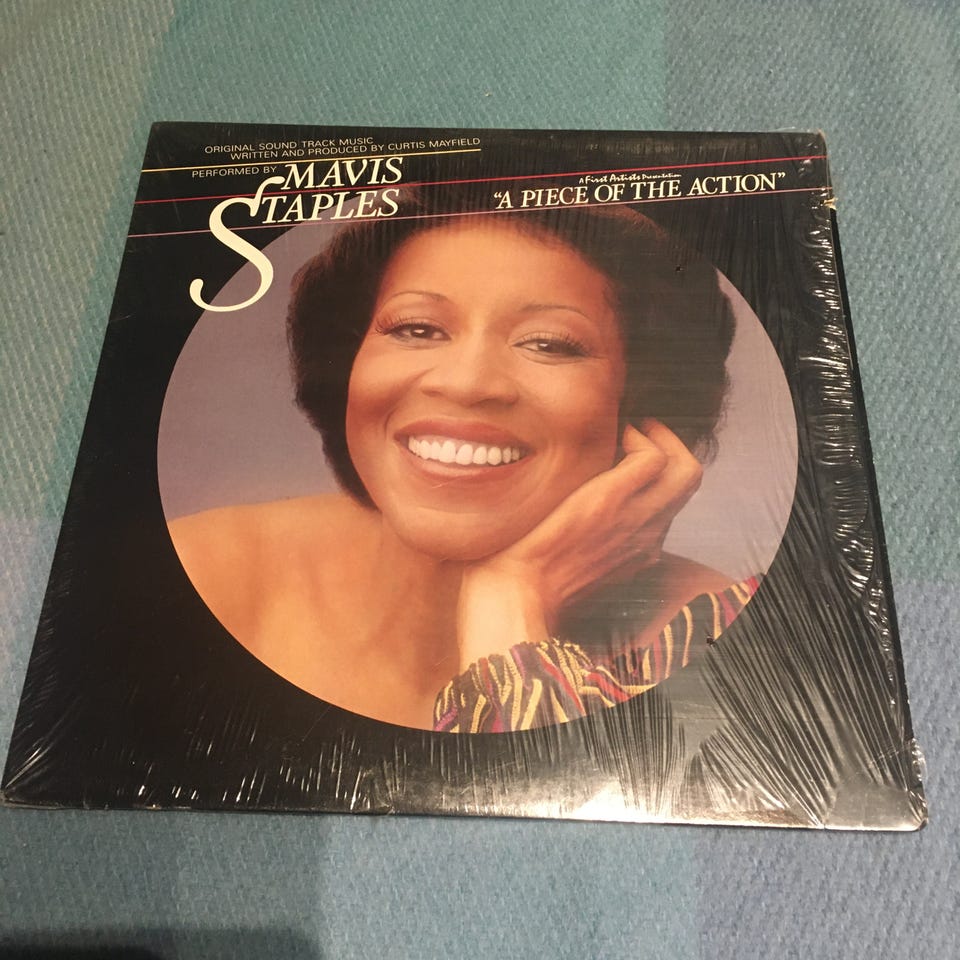 ORIGINAL SOUND TRACK MUSIC
WRITTEN AND PRODUCED BY CURTIS MAYFIELD
PERFORMED BY MAVIS
STAPLES
A First Artists Presentation
"A PIECE OF THE ACTION"